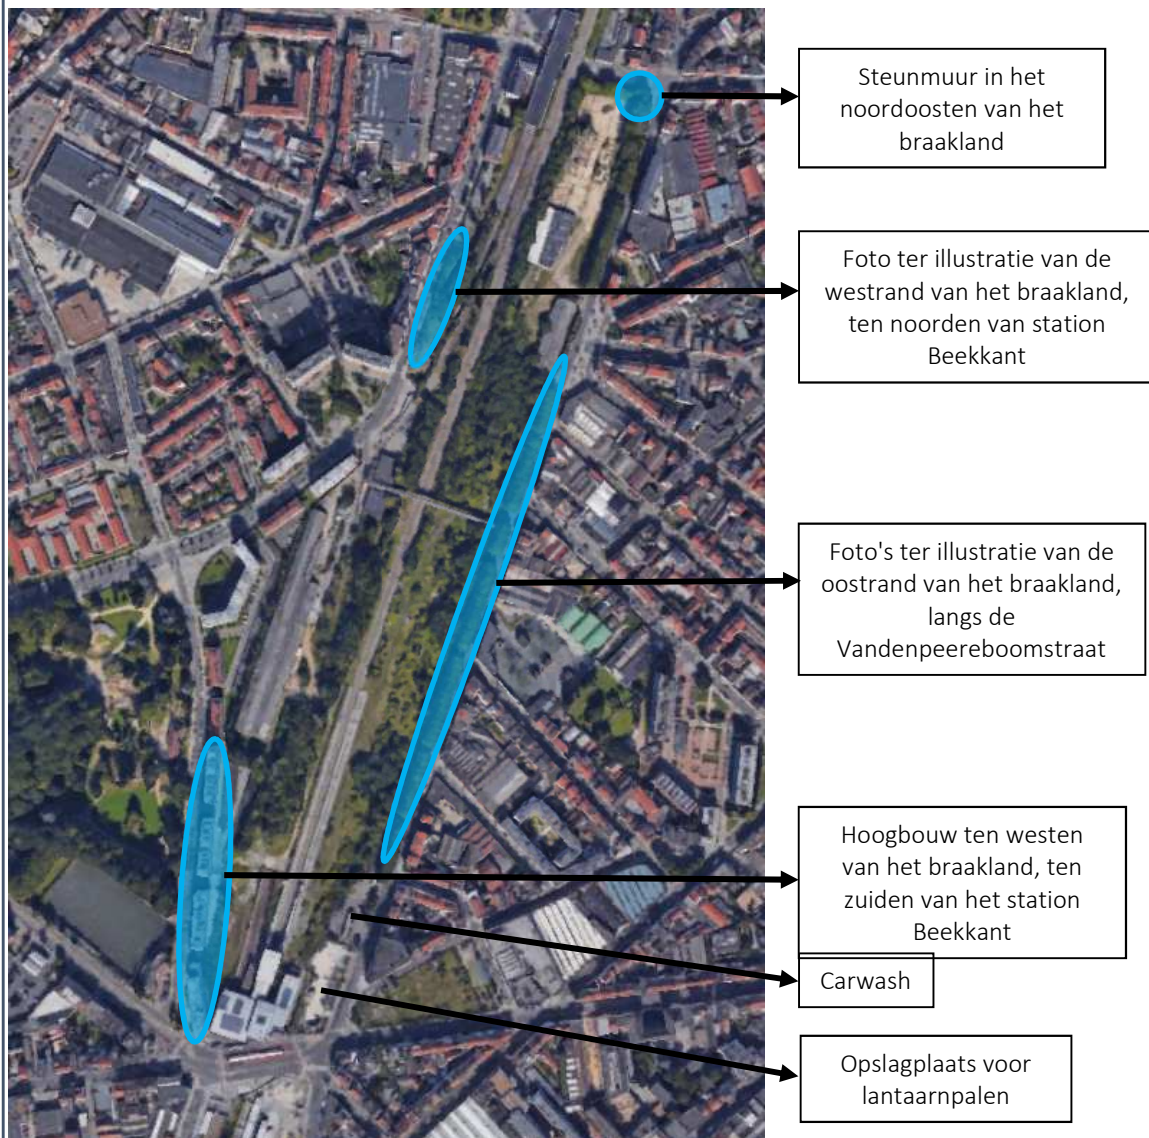 Steunmuur in het
noordoosten van het
braakland
Foto ter illustratie van de
westrand van het braakland,
ten noorden van station
Beekkant
Foto's ter illustratie van de
oostrand van het braakland,
langs de
Vandenpeereboomstraat
Hoogbouw ten westen
van het braakland, ten
zuiden van het station
Beekkant
Carwash
Opslagplaats voor
lantaarnpalen